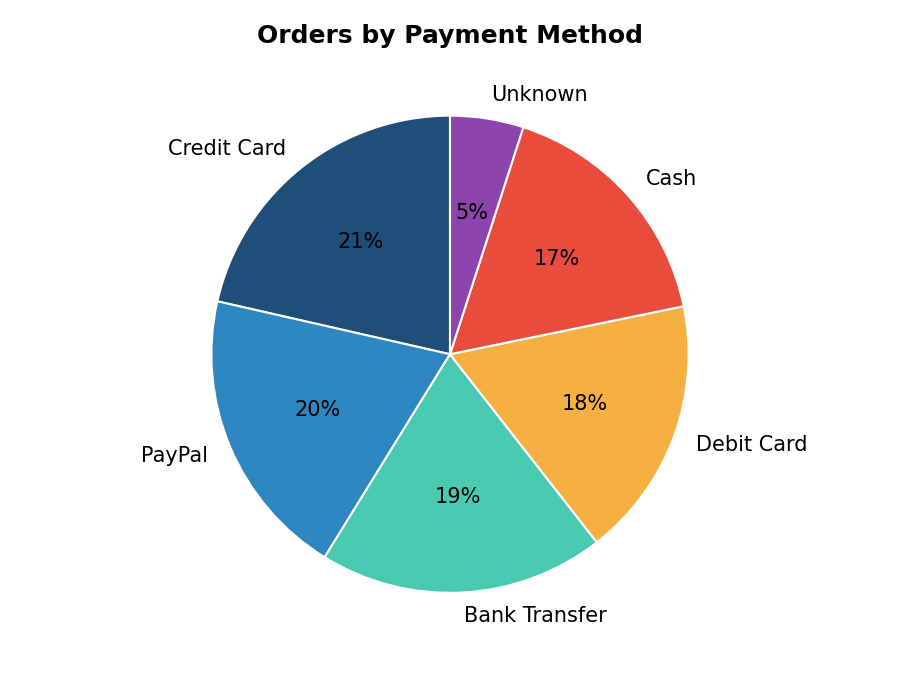 Orders by Payment Method
Unknown
5%
Credit Card
21%
Cash
17%
PayPal
20%
Debit Card
18%
Bank Transfer
19%